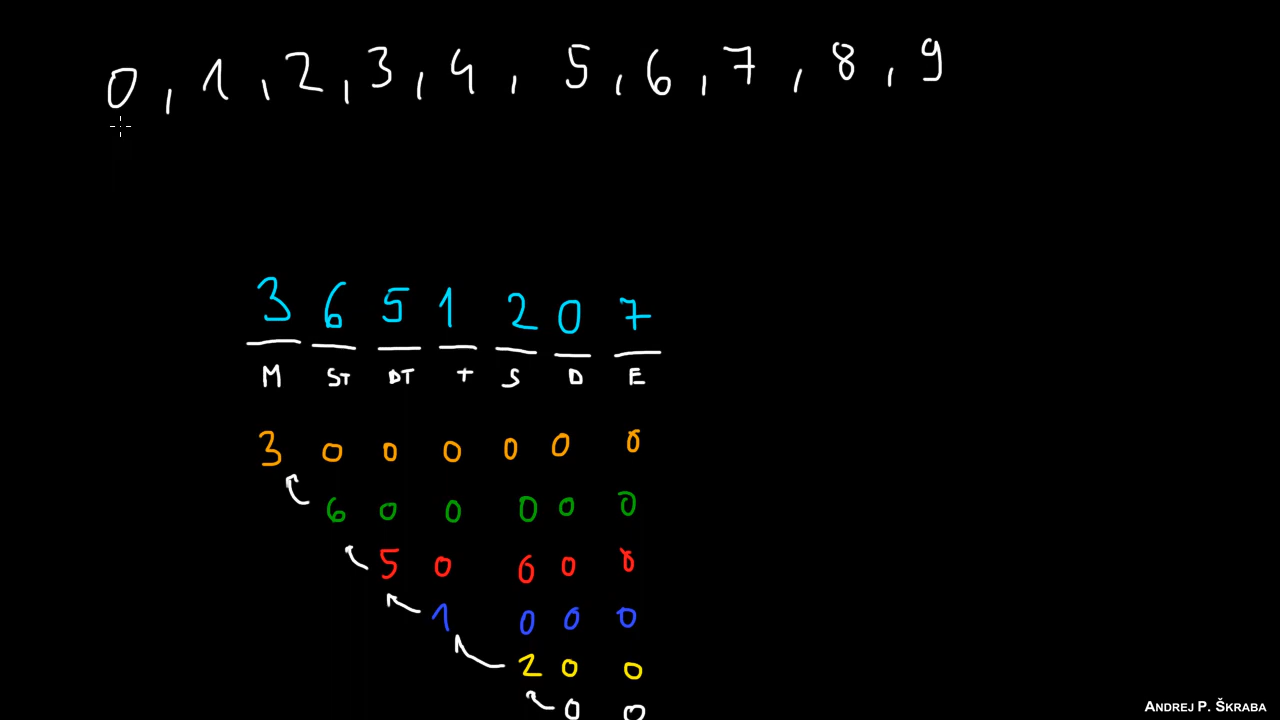 0, 1, 2, 3, 4, 5, 6, 7, 8, 9
3 6 5 1 2 0 7
M ST DT T S D E
3 0 0 0 0 0 0
6 0 0 0 0 0
5 0 0 0 0
1 0 0 0
2 0 0
0 0
ANDREJ P. ŠKRABA